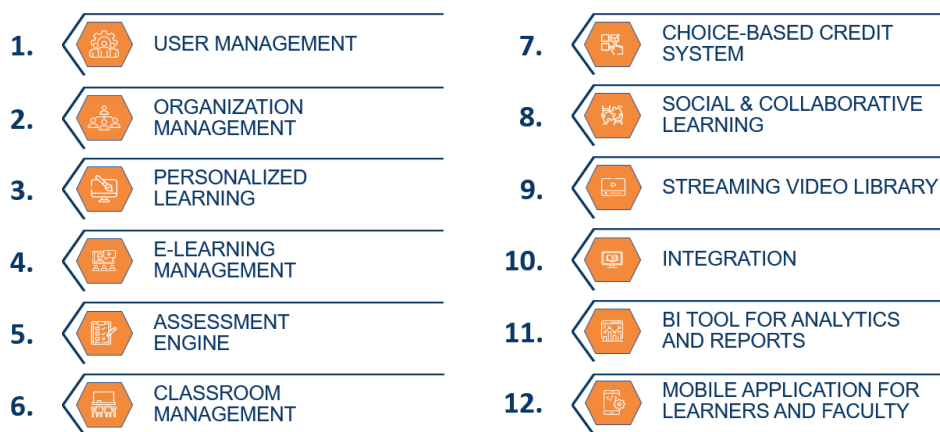 1. USER MANAGEMENT
2. ORGANIZATION
MANAGEMENT
3. PERSONALIZED
LEARNING
4. E-LEARNING
MANAGEMENT
5. ASSESSMENT
ENGINE
6. CLASSROOM
MANAGEMENT
7. CHOICE-BASED CREDIT
SYSTEM
8. SOCIAL & COLLABORATIVE
LEARNING
9. STREAMING VIDEO LIBRARY
10. INTEGRATION
11. BI TOOL FOR ANALYTICS
AND REPORTS
12. MOBILE APPLICATION FOR
LEARNERS AND FACULTY